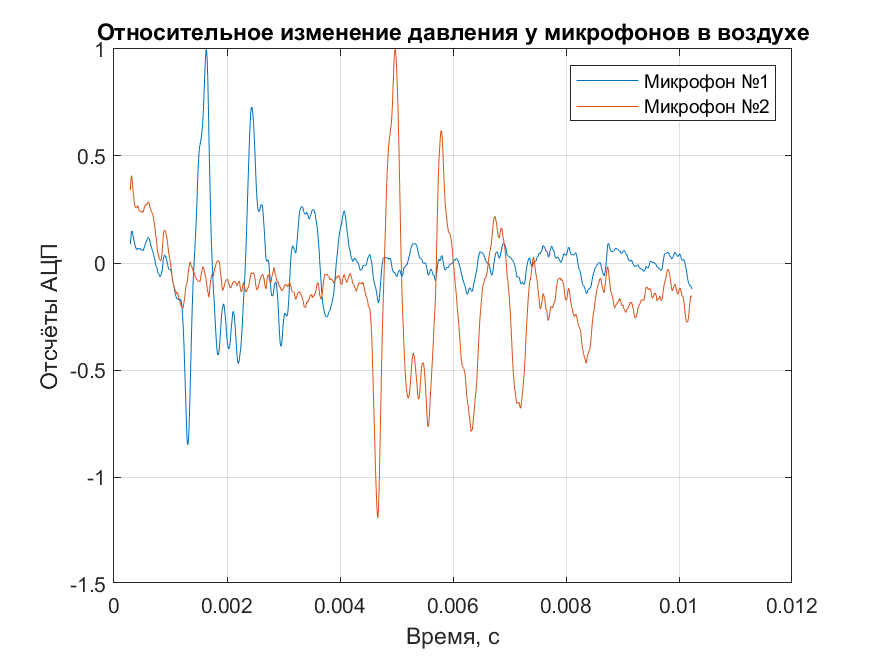 Относительное изменение давления у микрофонов в воздухе
1
0.5
0
-0.5
-1
-1.5
Отсчёты АЦП
Микрофон №1
Микрофон №2
0
0.002
0.004
0.006
0.008
0.01
0.012
Время, с